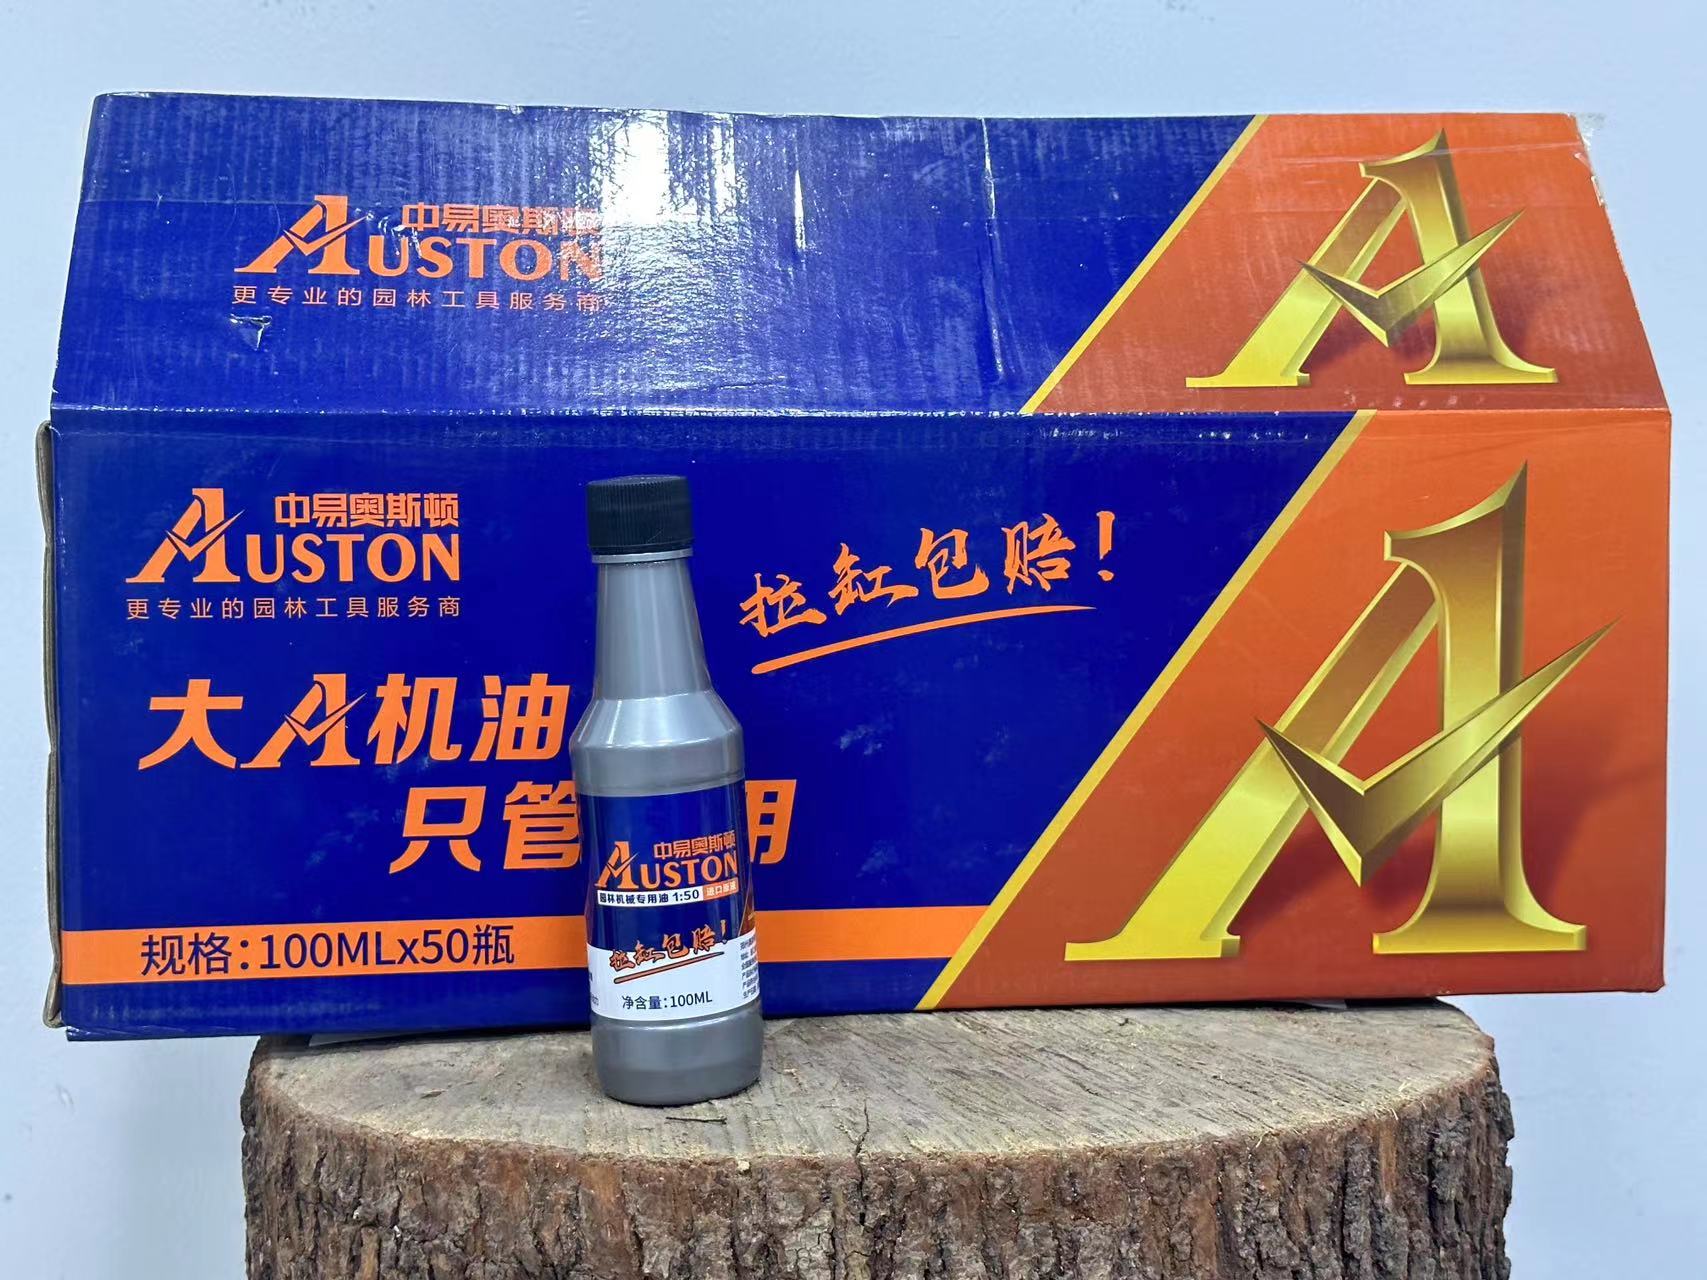 中易奥斯顿
AUSTON
更专业的园林工具服务商
中易奥斯顿
AUSTON
更专业的园林工具服务商
拉缸包赔！
大A机油
只管 用
规格：100MLx50瓶
中易奥斯顿
AUSTON
园林机械专用油 1:50 进口原液
拉缸包赔！
净含量：100ML